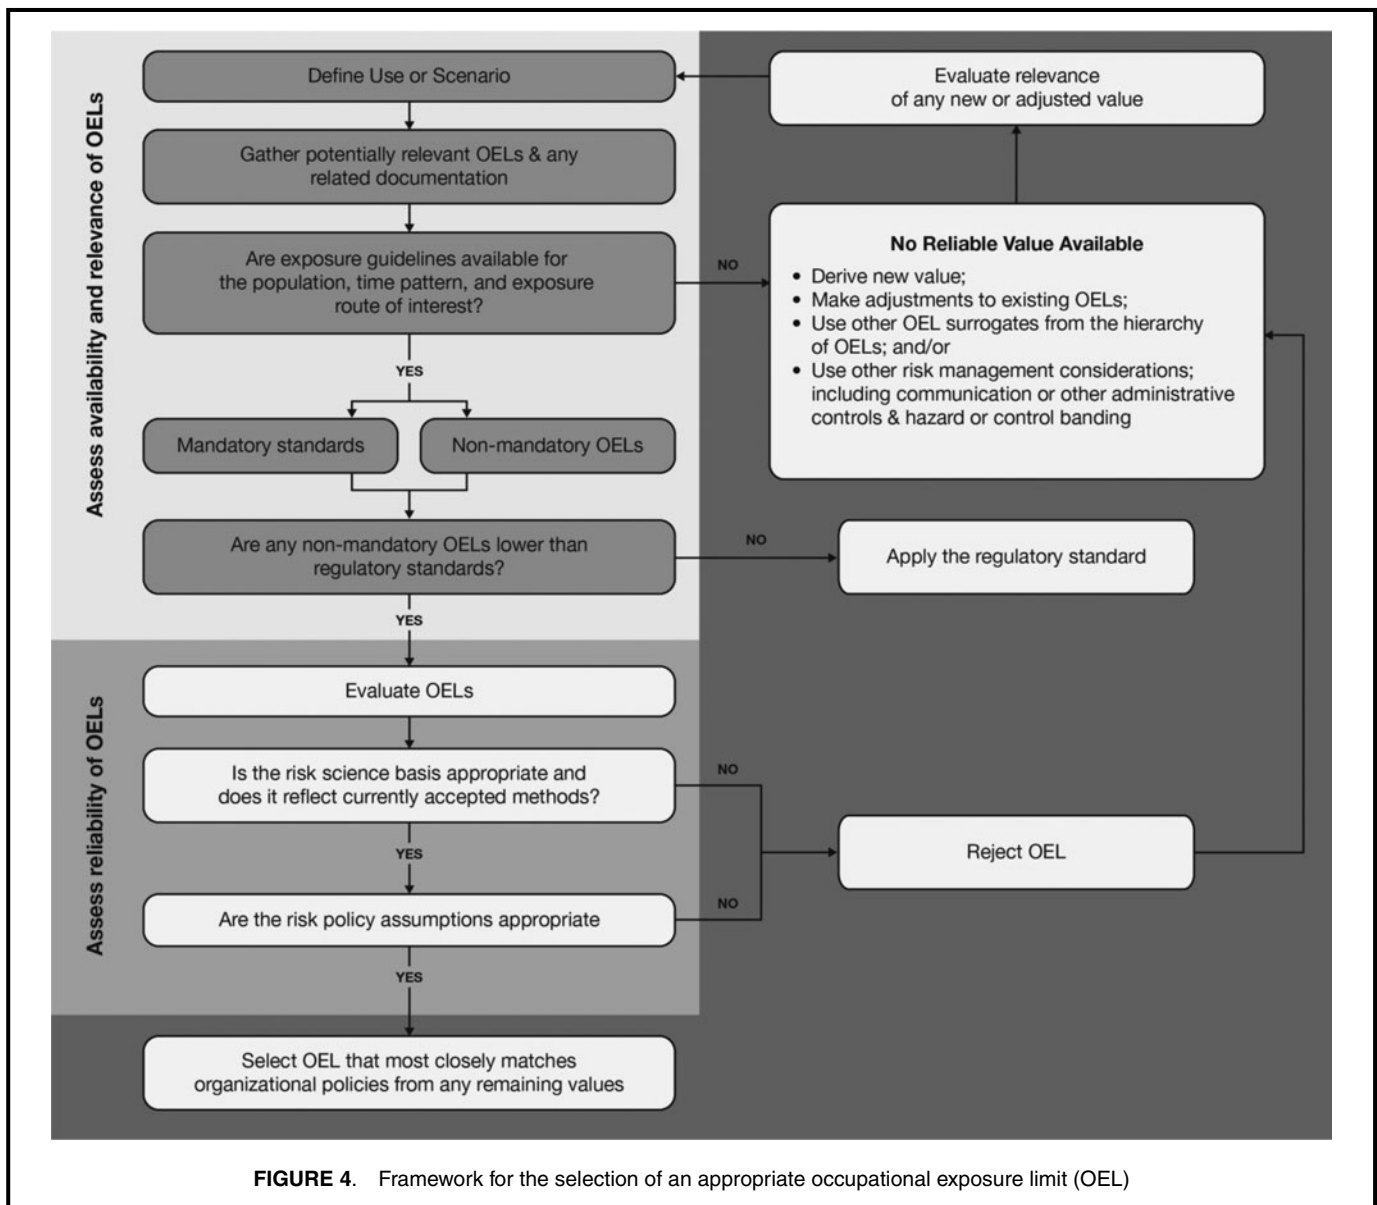 Assess availability and relevance of OELs
Define Use or Scenario
Gather potentially relevant OELs & any
related documentation
Are exposure guidelines available for
the population, time pattern, and exposure
route of interest?
NO
YES
Mandatory standards
Non-mandatory OELs
Are any non-mandatory OELs lower than
regulatory standards?
NO
YES
Evaluate relevance
of any new or adjusted value
No Reliable Value Available
• Derive new value;
• Make adjustments to existing OELs;
• Use other OEL surrogates from the hierarchy
of OELs; and/or
• Use other risk management considerations;
including communication or other administrative
controls & hazard or control banding
Apply the regulatory standard
Assess reliability of OELs
Evaluate OELs
Is the risk science basis appropriate and
does it reflect currently accepted methods?
NO
YES
Are the risk policy assumptions appropriate
NO
YES
Reject OEL
Select OEL that most closely matches
organizational policies from any remaining values
FIGURE 4. Framework for the selection of an appropriate occupational exposure limit (OEL)